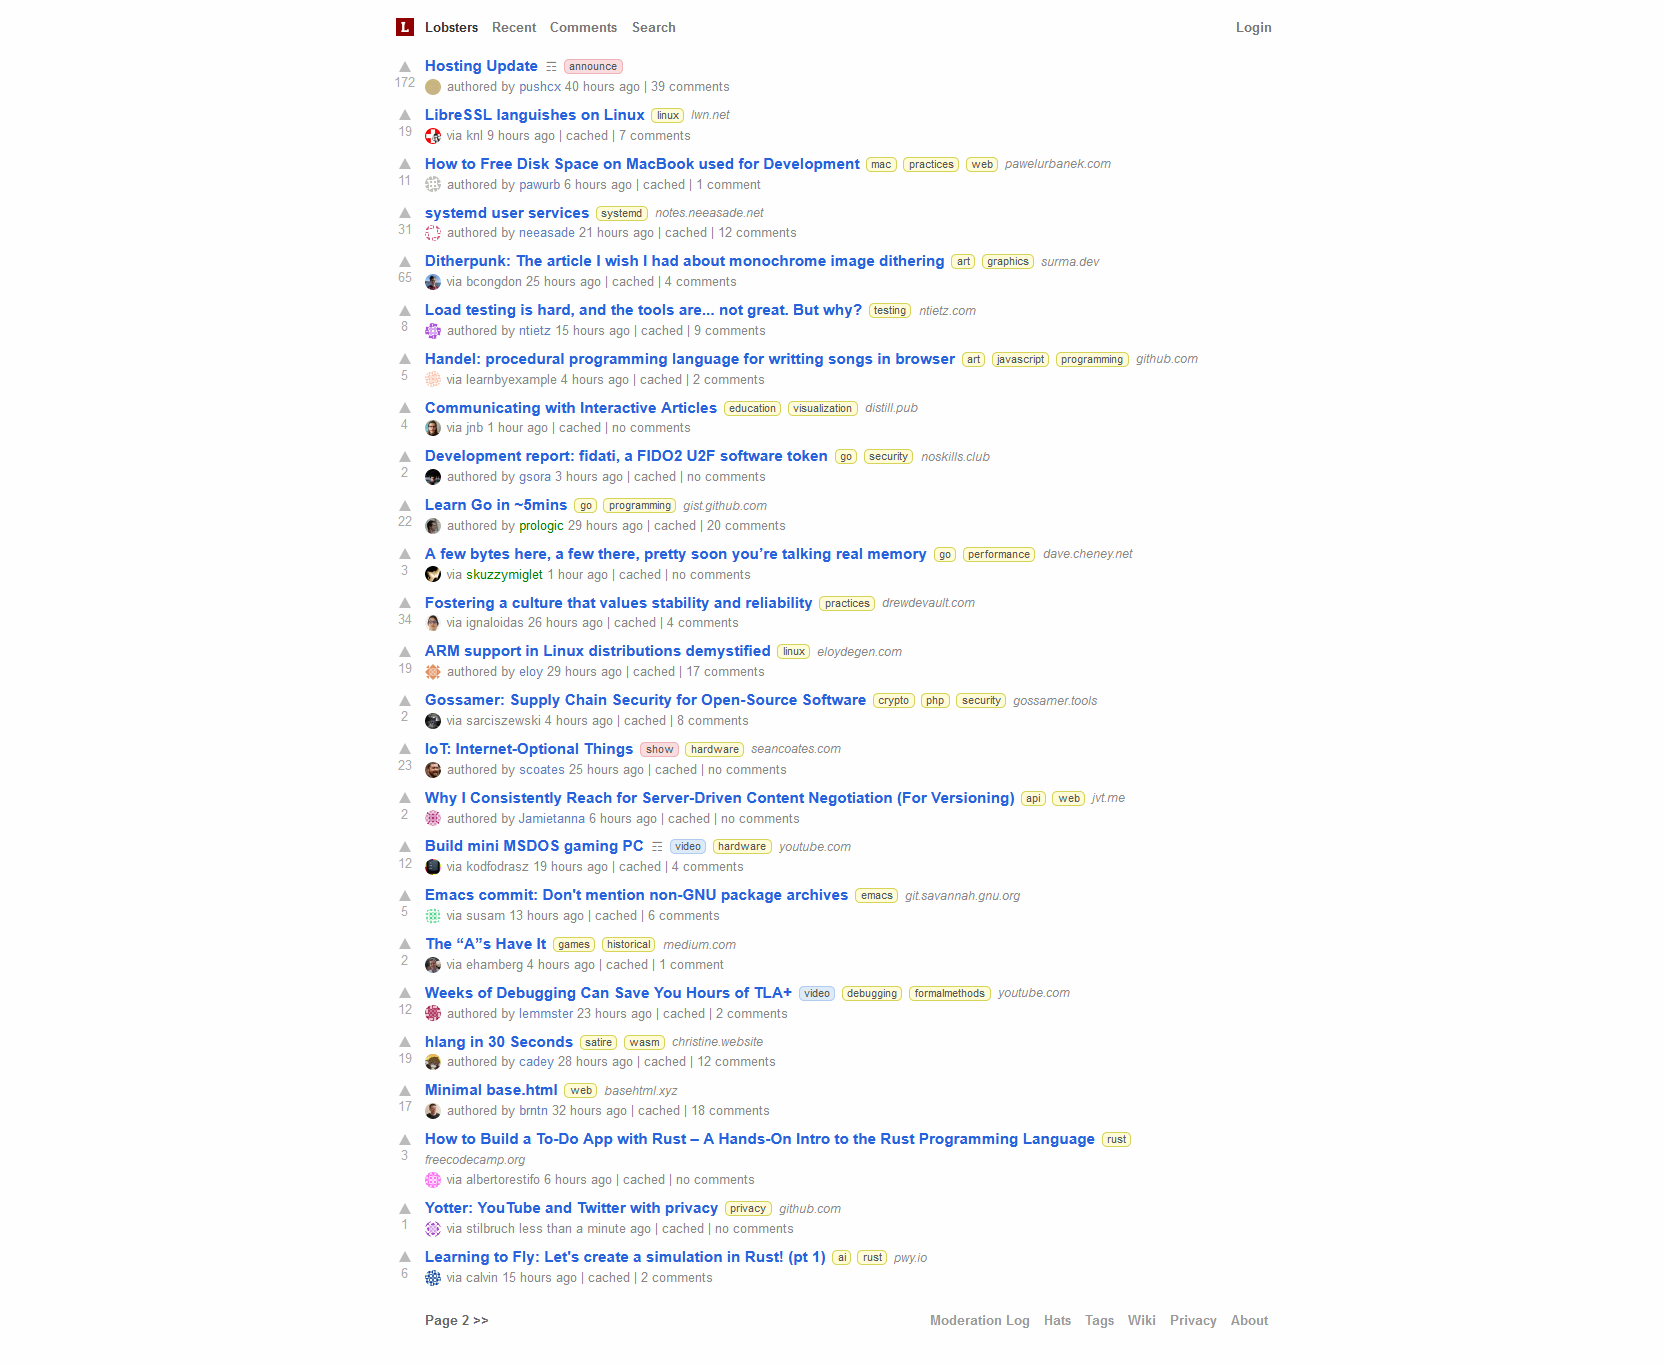 L Lobsters Recent Comments Search Login
Hosting Update announce
172
authored by pushcx 40 hours ago | 39 comments
LibreSSL languishes on Linux linux lwn.net
19
via knl 9 hours ago | cached | 7 comments
How to Free Disk Space on MacBook used for Development mac practices web pawelurbanek.com
11
authored by pawurb 6 hours ago | cached | 1 comment
systemd user services systemd notes.neeasade.net
31
authored by neeasade 21 hours ago | cached | 12 comments
Ditherpunk: The article I wish I had about monochrome image dithering art graphics surma.dev
65
via bcongdon 25 hours ago | cached | 4 comments
Load testing is hard, and the tools are... not great. But why? testing ntietz.com
8
authored by ntietz 15 hours ago | cached | 9 comments
Handel: procedural programming language for writting songs in browser art javascript programming github.com
5
via learnbyexample 4 hours ago | cached | 2 comments
Communicating with Interactive Articles education visualization distill.pub
4
via jnb 1 hour ago | cached | no comments
Development report: fidati, a FIDO2 U2F software token go security noskills.club
2
authored by gsora 3 hours ago | cached | no comments
Learn Go in ~5mins go programming gist.github.com
22
authored by prologic 29 hours ago | cached | 20 comments
A few bytes here, a few there, pretty soon you’re talking real memory go performance dave.cheney.net
3
via skuzzymiglet 1 hour ago | cached | no comments
Fostering a culture that values stability and reliability practices drewdevault.com
34
via ignaloidas 26 hours ago | cached | 4 comments
ARM support in Linux distributions demystified linux eloydegen.com
19
authored by eloy 29 hours ago | cached | 17 comments
Gossamer: Supply Chain Security for Open-Source Software crypto php security gossamer.tools
2
via sarciszewski 4 hours ago | cached | 8 comments
IoT: Internet-Optional Things show hardware seancoates.com
23
authored by scoates 25 hours ago | cached | no comments
Why I Consistently Reach for Server-Driven Content Negotiation (For Versioning) api web jvt.me
2
authored by Jamietanna 6 hours ago | cached | no comments
Build mini MSDOS gaming PC video hardware youtube.com
12
via kodfodrasz 19 hours ago | cached | 4 comments
Emacs commit: Don't mention non-GNU package archives emacs git.savannah.gnu.org
5
via susam 13 hours ago | cached | 6 comments
The “A”s Have It games historical medium.com
2
via ehamberg 4 hours ago | cached | 1 comment
Weeks of Debugging Can Save You Hours of TLA+ video debugging formalmethods youtube.com
12
authored by lemmster 23 hours ago | cached | 2 comments
hlang in 30 Seconds satire wasm christine.website
19
authored by cadey 28 hours ago | cached | 12 comments
Minimal base.html web basehtml.xyz
17
authored by brntn 32 hours ago | cached | 18 comments
How to Build a To-Do App with Rust – A Hands-On Intro to the Rust Programming Language rust
3
freecodecamp.org
via albertorestifo 6 hours ago | cached | no comments
Yotter: YouTube and Twitter with privacy privacy github.com
1
via stilbruch less than a minute ago | cached | no comments
Learning to Fly: Let's create a simulation in Rust! (pt 1) ai rust pwy.io
6
via calvin 15 hours ago | cached | 2 comments
Page 2 >> Moderation Log Hats Tags Wiki Privacy About